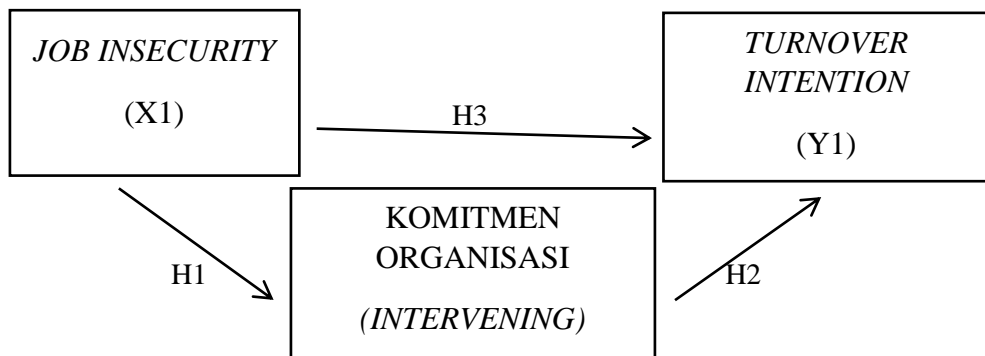 JOB INSECURITY
(X1)
H3
TURNOVER
INTENTION
(Y1)
H1
KOMITMEN
ORGANISASI
(INTERVENING)
H2